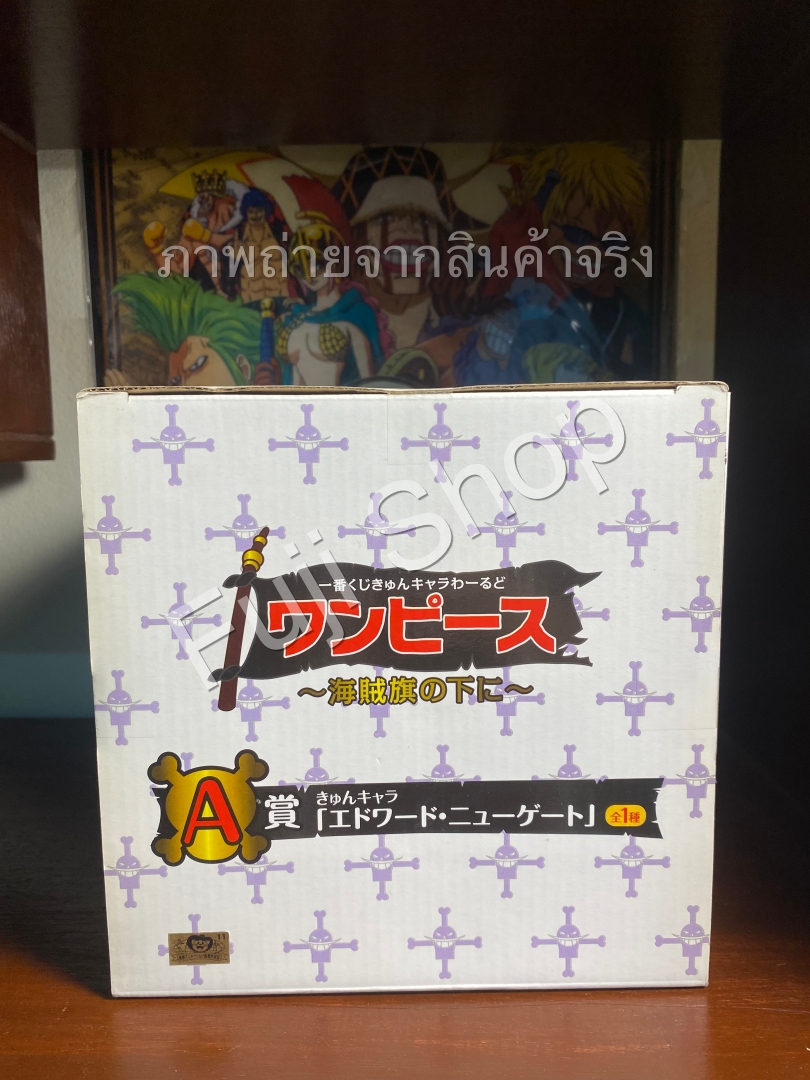 ภาพถ่ายจากสินค้าจริง
Fuji Shop
一番くじきゅんキャラわーるど
ワンピース
～海賊旗の下に～
A賞
きゅんキャラ
「エドワード・ニューゲート」 全1種